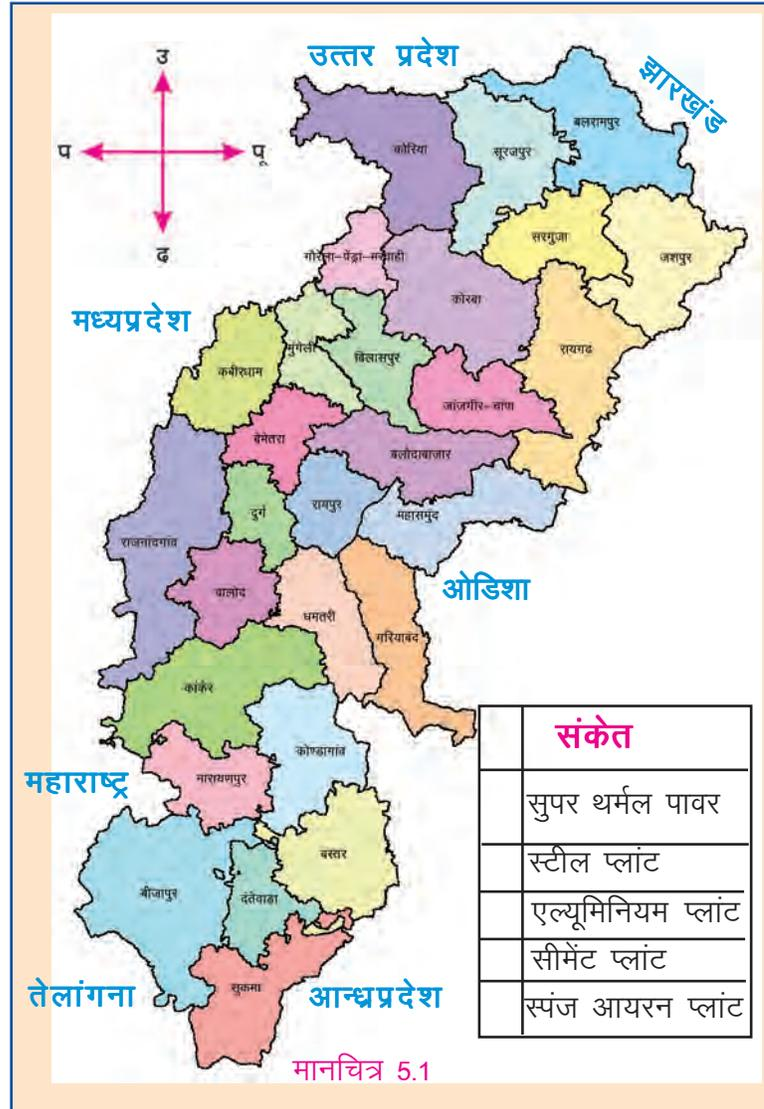 उत्तर प्रदेश
झारखंड
उ
प
पू
ढ
बलरामपुर
कोरिया
सूरजपुर
सरगुजा
जशपुर
गौरेला-पेंड्रा-मरवाही
कोरबा
मध्यप्रदेश
मुंगेली
बिलासपुर
रायगढ
कबीरधाम
जांजगीर-चांपा
बेमेतरा
बलौदाबाजार
दुर्ग
रायपुर
महासमुंद
राजनांदगांव
बालोद
ओडिशा
धमतरी
गरियाबंद
कांकेर
संकेत
कोण्डागांव
महाराष्ट्र
नारायणपुर
सुपर थर्मल पावर
बस्तर
स्टील प्लांट
बीजापुर
दंतेवाड़ा
एल्यूमिनियम प्लांट
सीमेंट प्लांट
तेलांगना
सुकमा
आन्ध्रप्रदेश
स्पंज आयरन प्लांट
मानचित्र 5.1